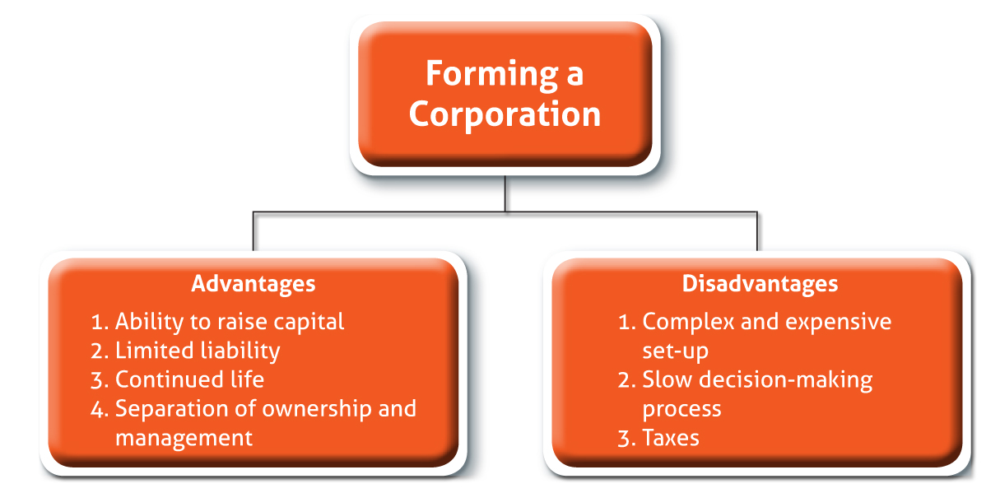 Forming a
Corporation
Advantages
1. Ability to raise capital
2. Limited liability
3. Continued life
4. Separation of ownership and
management
Disadvantages
1. Complex and expensive
set-up
2. Slow decision-making
process
3. Taxes